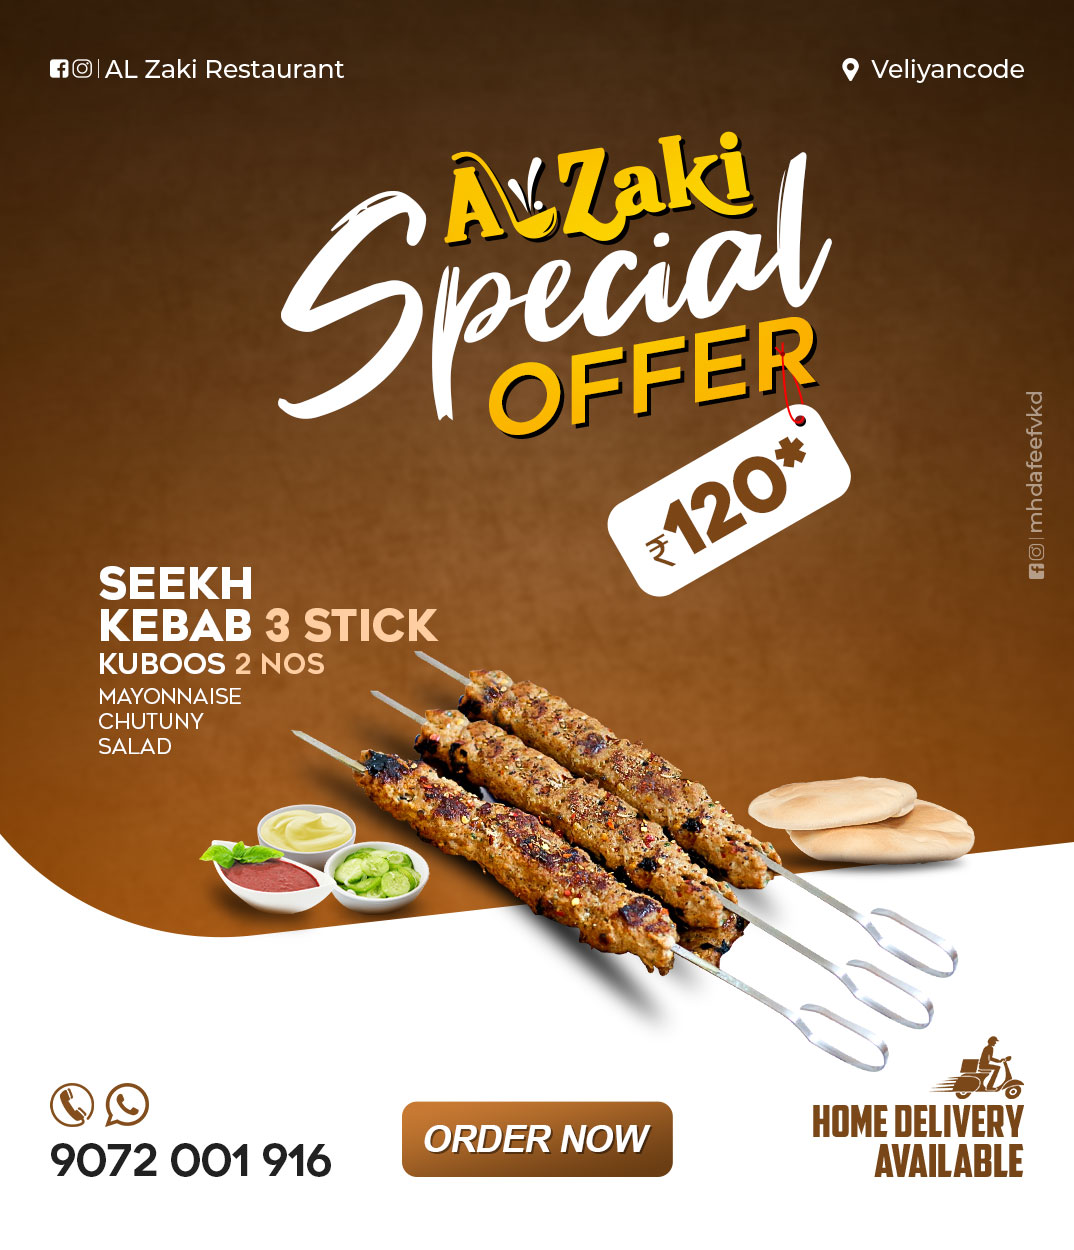 AL Zaki Restaurant
Veliyancode
AL Zaki
Special
OFFER
₹120*
mhdafeefvkd
SEEKH
KEBAB 3 STICK
KUBOOS 2 NOS
MAYONNAISE
CHUTUNY
SALAD
9072 001 916
ORDER NOW
HOME DELIVERY
AVAILABLE